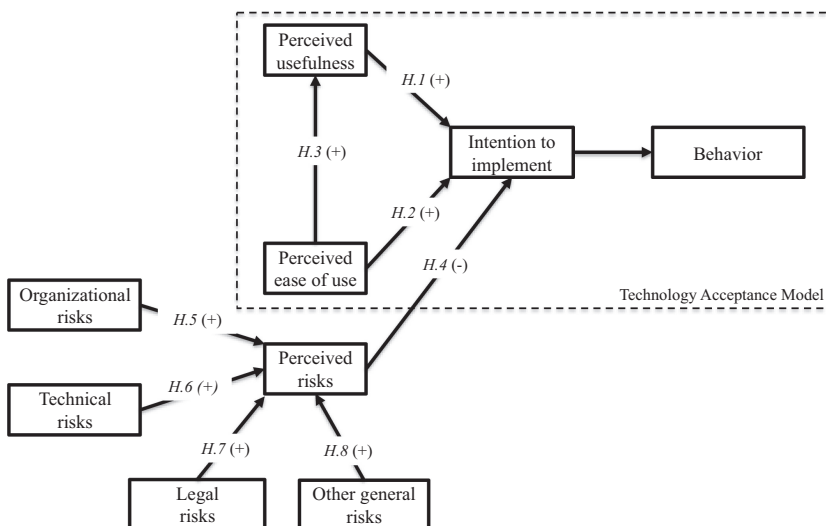 Perceived
usefulness
H.1 (+)
H.3 (+)
Intention to
implement
Behavior
H.2 (+)
Perceived
ease of use
H.4 (-)
Technology Acceptance Model
Organizational
risks
H.5 (+)
Perceived
risks
H.6 (+)
Technical
risks
H.7 (+)
H.8 (+)
Legal
risks
Other general
risks